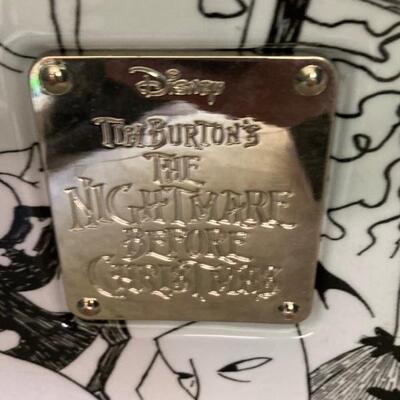 Disney
TIM BURTON'S
THE
NIGHTMARE
BEFORE
CHRISTMAS